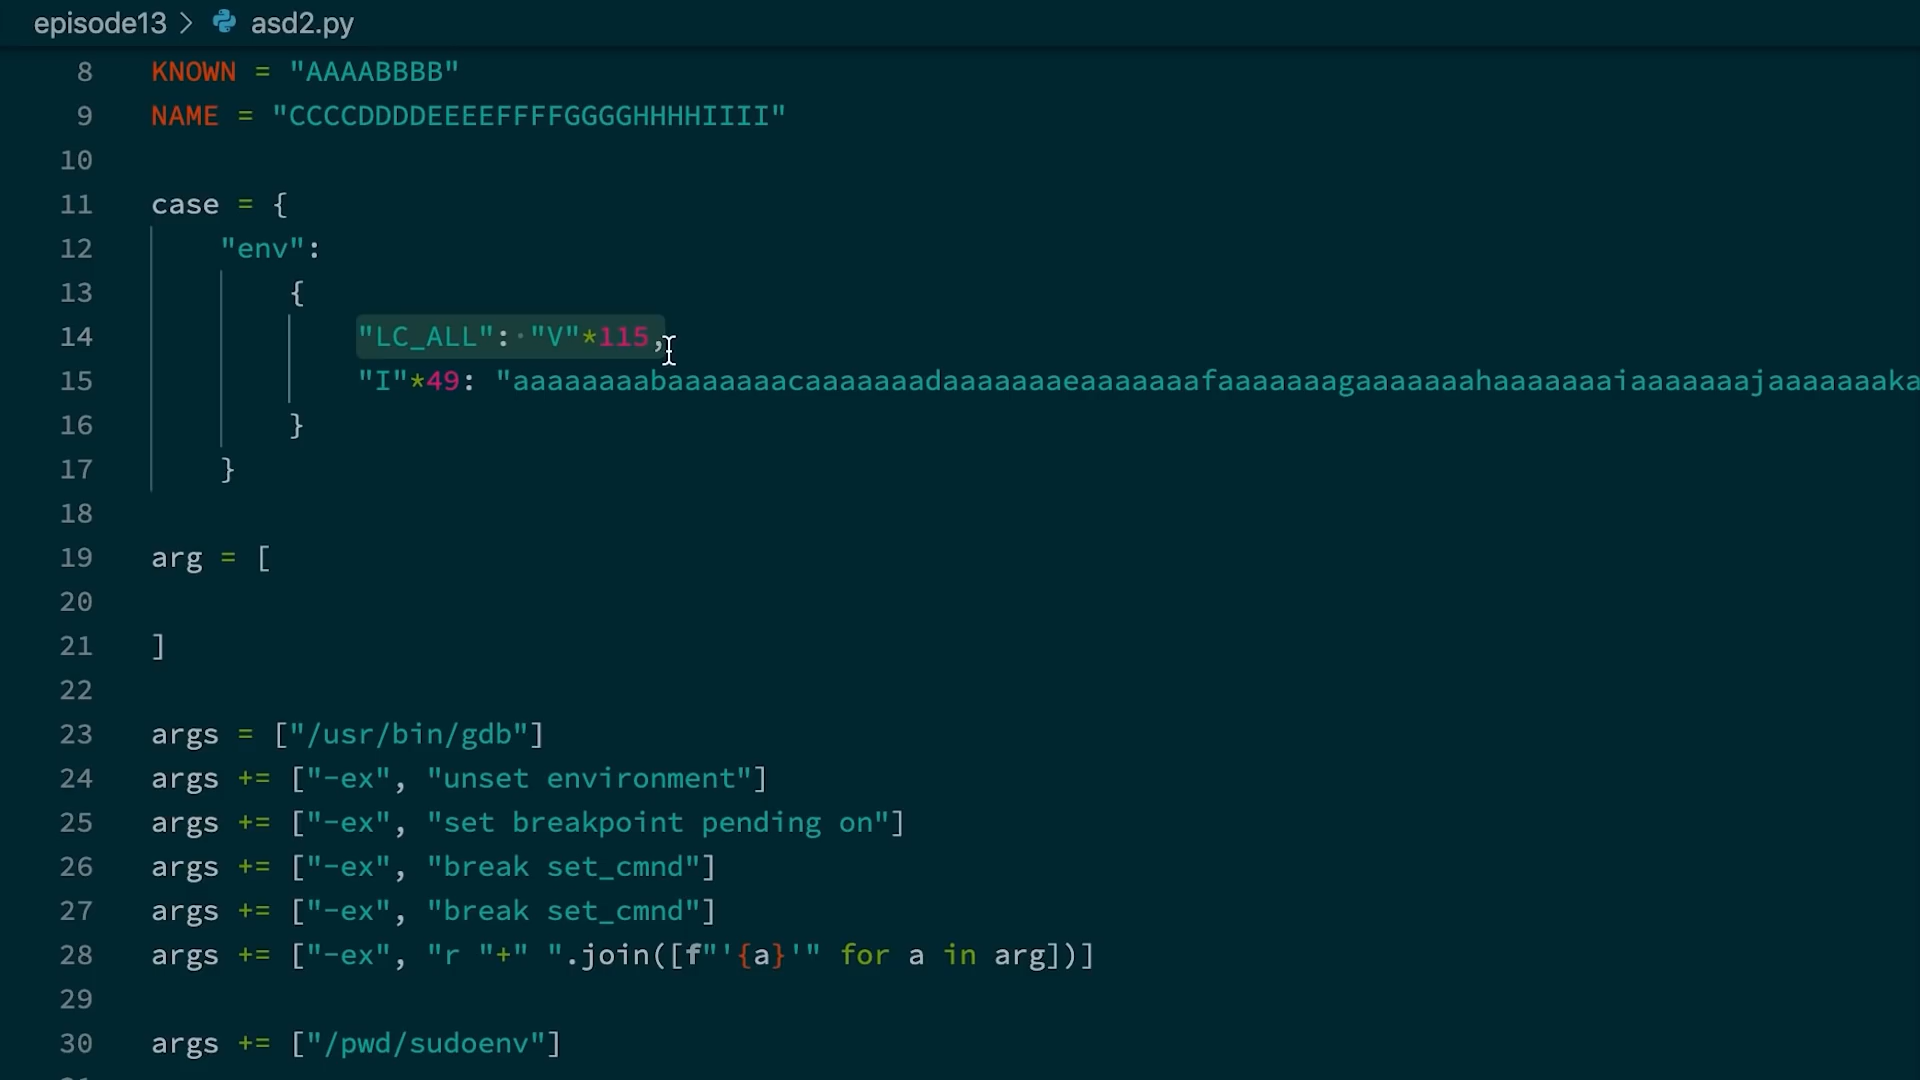 episode13 > asd2.py
8 KNOWN = "AAAABBBB"
9 NAME = "CCCCDDDDEEEEFFFFGGGGHHHHIIII"
10
11 case = {
12 "env":
13 {
14 "LC_ALL": "V"*115,
15 "I"*49: "aaaaaaaabaaaaaaacaaaaaaadaaaaaaaeaaaaaaafaaaaaaagaaaaaaahaaaaaaaiaaaaaaajaaaaaaaka
16 }
17 }
18
19 arg = [
20
21 ]
22
23 args = ["/usr/bin/gdb"]
24 args += ["-ex", "unset environment"]
25 args += ["-ex", "set breakpoint pending on"]
26 args += ["-ex", "break set_cmnd"]
27 args += ["-ex", "break set_cmnd"]
28 args += ["-ex", "r "+" ".join([f"'{a}'" for a in arg])]
29
30 args += ["/pwd/sudoenv"]